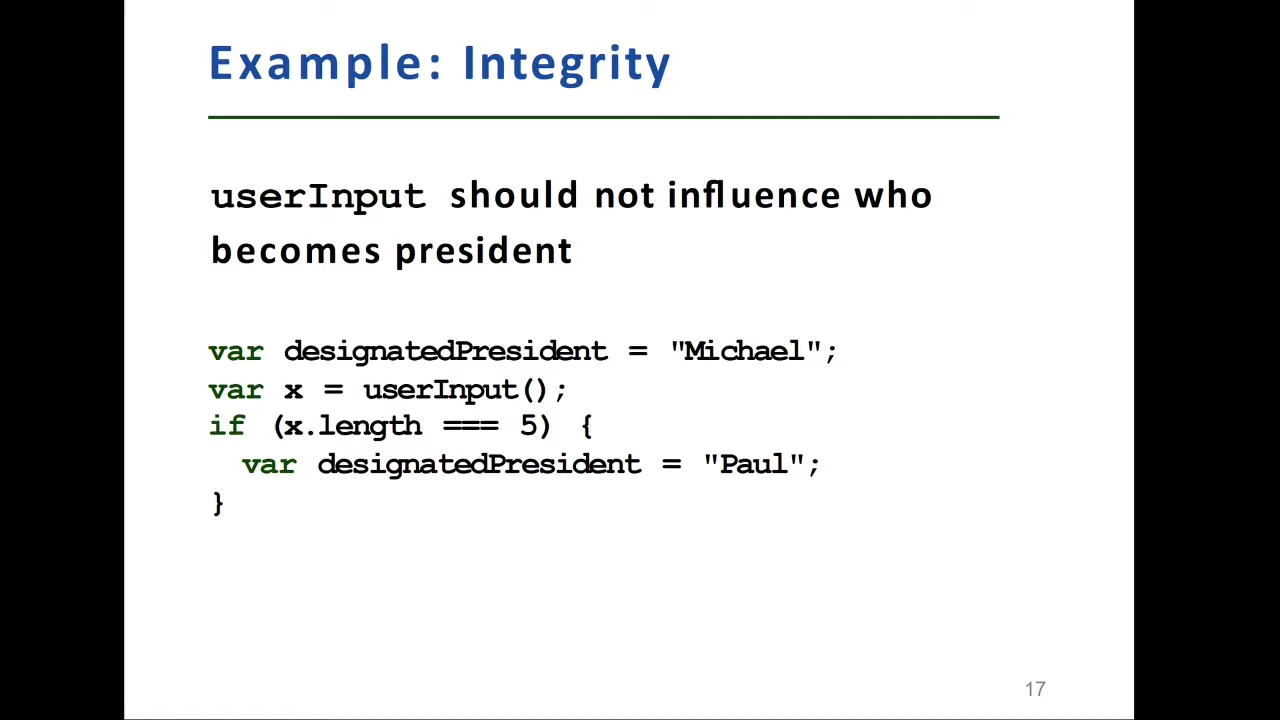 Example: Integrity
userInput should not influence who
becomes president
var designatedPresident = "Michael";
var x = userInput();
if (x.length === 5) {
  var designatedPresident = "Paul";
}
17